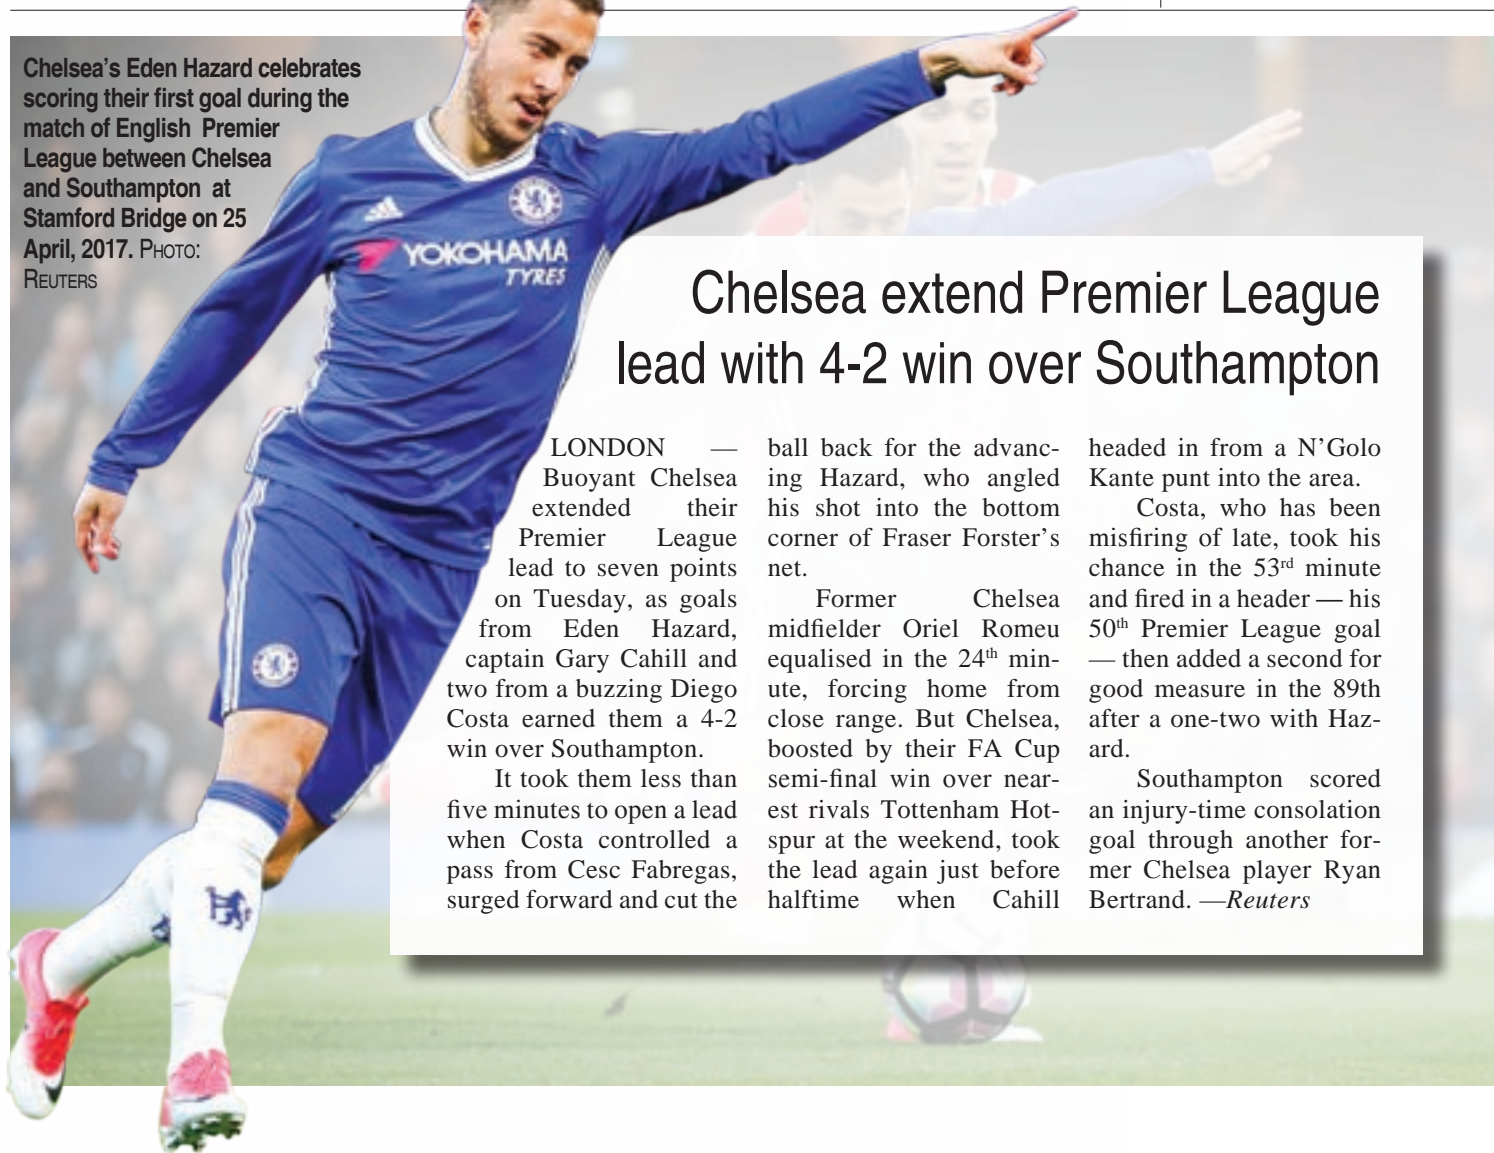 Chelsea's Eden Hazard celebrates
scoring their first goal during the
match of English Premier
League between Chelsea
and Southampton at
Stamford Bridge on 25
April, 2017. PHOTO:
REUTERS
YOKOHAMA
TYRES
Chelsea extend Premier League
lead with 4-2 win over Southampton
LONDON —
Buoyant Chelsea
extended their
Premier League
lead to seven points
on Tuesday, as goals
from Eden Hazard,
captain Gary Cahill and
two from a buzzing Diego
Costa earned them a 4-2
win over Southampton.
It took them less than
five minutes to open a lead
when Costa controlled a
pass from Cesc Fabregas,
surged forward and cut the
ball back for the advanc-
ing Hazard, who angled
his shot into the bottom
corner of Fraser Forster's
net.
Former Chelsea
midfielder Oriel Romeu
equalised in the 24th min-
ute, forcing home from
close range. But Chelsea,
boosted by their FA Cup
semi-final win over near-
est rivals Tottenham Hot-
spur at the weekend, took
the lead again just before
halftime when Cahill
headed in from a N'Golo
Kante punt into the area.
Costa, who has been
misfiring of late, took his
chance in the 53rd minute
and fired in a header — his
50th Premier League goal
— then added a second for
good measure in the 89th
after a one-two with Haz-
ard.
Southampton scored
an injury-time consolation
goal through another for-
mer Chelsea player Ryan
Bertrand. —Reuters